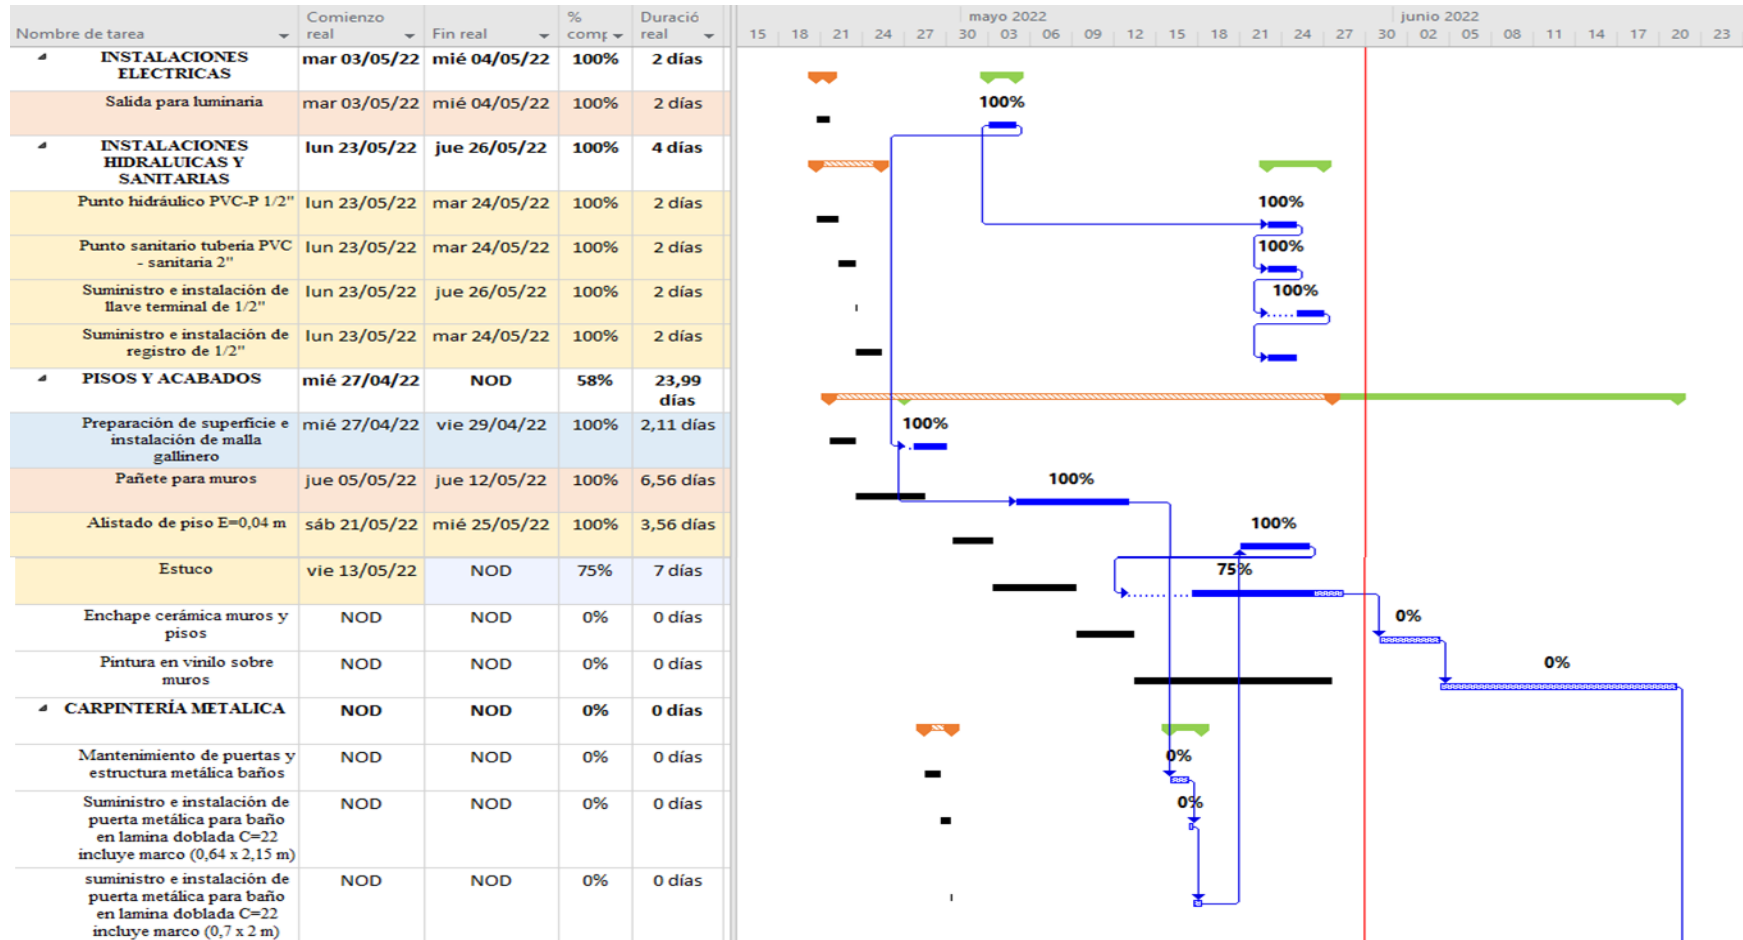 Nombre de tarea
Comienzo
real
Fin real
%
comp
Duració
real
mayo 2022
junio 2022
15 18 21 24 27 30 03 06 09 12 15 18 21 24 27 30 02 05 08 11 14 17 20 23
INSTALACIONES
ELECTRICAS
mar 03/05/22 mié 04/05/22 100% 2 días
Salida para luminaria mar 03/05/22 mié 04/05/22 100% 2 días
100%
INSTALACIONES
HIDRALUICAS Y
SANITARIAS
lun 23/05/22 jue 26/05/22 100% 4 días
Punto hidráulico PVC-P 1/2" lun 23/05/22 mar 24/05/22 100% 2 días
100%
Punto sanitario tubería PVC
- sanitaria 2"
lun 23/05/22 mar 24/05/22 100% 2 días
100%
Suministro e instalación de
llave terminal de 1/2"
lun 23/05/22 jue 26/05/22 100% 2 días
100%
Suministro e instalación de
registro de 1/2"
lun 23/05/22 mar 24/05/22 100% 2 días
PISOS Y ACABADOS mié 27/04/22 NOD 58% 23,99
días
Preparación de superficie e
instalación de malla
gallinero
mié 27/04/22 vie 29/04/22 100% 2,11 días
100%
Pañete para muros jue 05/05/22 jue 12/05/22 100% 6,56 días
100%
Alistado de piso E=0,04 m sáb 21/05/22 mié 25/05/22 100% 3,56 días
100%
Estuco vie 13/05/22 NOD 75% 7 días
75%
Enchape cerámica muros y
pisos
NOD NOD 0% 0 días
0%
Pintura en vinilo sobre
muros
NOD NOD 0% 0 días
0%
CARPINTERÍA METALICA NOD NOD 0% 0 días
Mantenimiento de puertas y
estructura metálica baños
NOD NOD 0% 0 días
0%
Suministro e instalación de
puerta metálica para baño
en lamina doblada C=22
incluye marco (0,64 x 2,15 m)
NOD NOD 0% 0 días
0%
suministro e instalación de
puerta metálica para baño
en lamina doblada C=22
incluye marco (0,7 x 2 m)
NOD NOD 0% 0 días